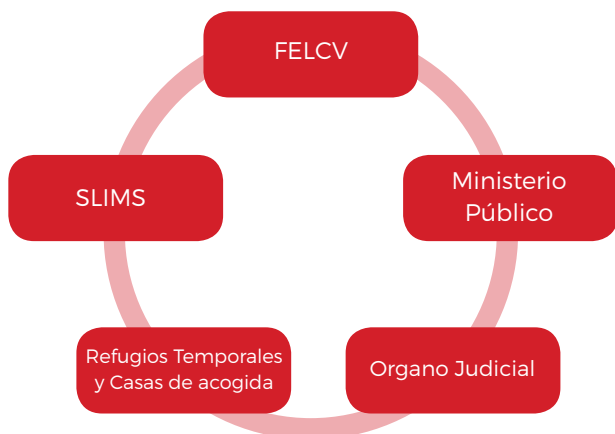 FELCV
SLIMS
Ministerio
Público
Refugios Temporales
y Casas de acogida
Organo Judicial